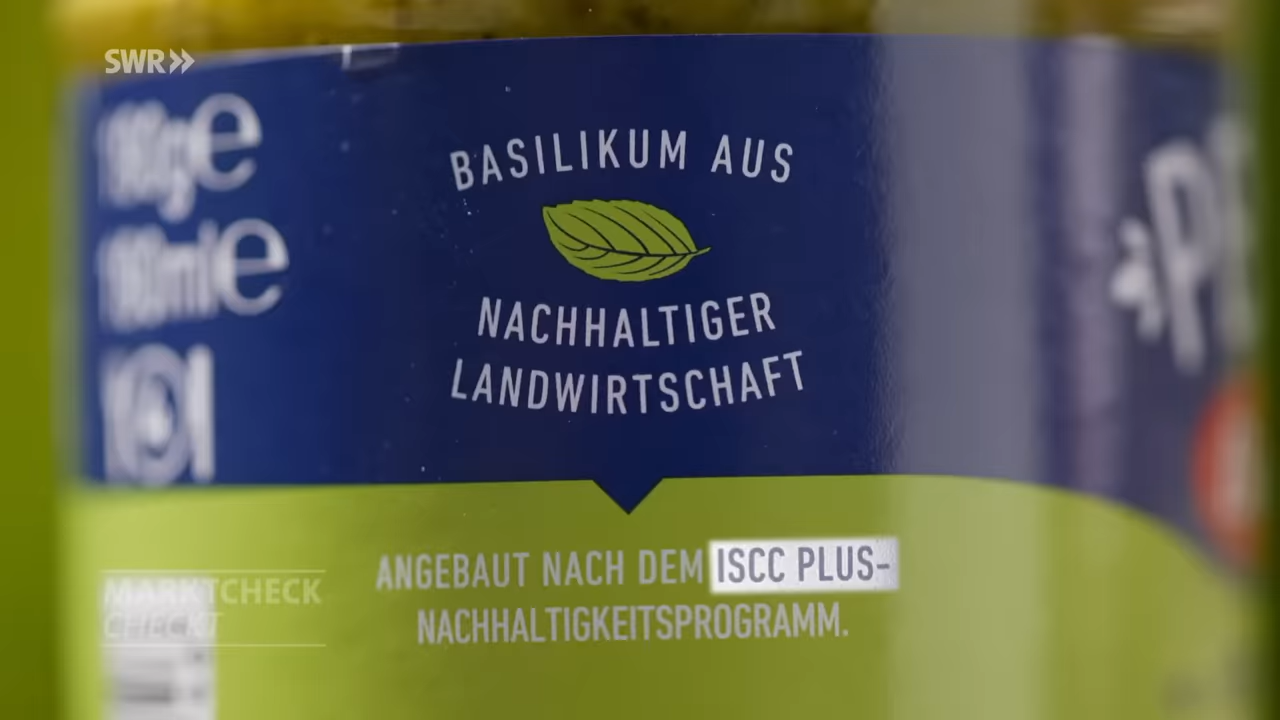 SWR
BASILIKUM AUS
NACHHALTIGER
LANDWIRTSCHAFT
ANGEBAUT NACH DEM ISCC PLUS-
NACHHALTIGKEITSPROGRAMM.
MARKTCHECK
CHECKT